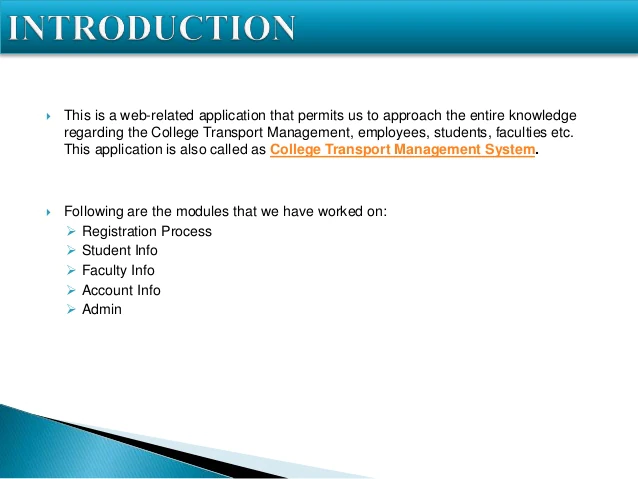 INTRODUCTION
This is a web-related application that permits us to approach the entire knowledge
regarding the College Transport Management, employees, students, faculties etc.
This application is also called as College Transport Management System.
Following are the modules that we have worked on:
Registration Process
Student Info
Faculty Info
Account Info
Admin